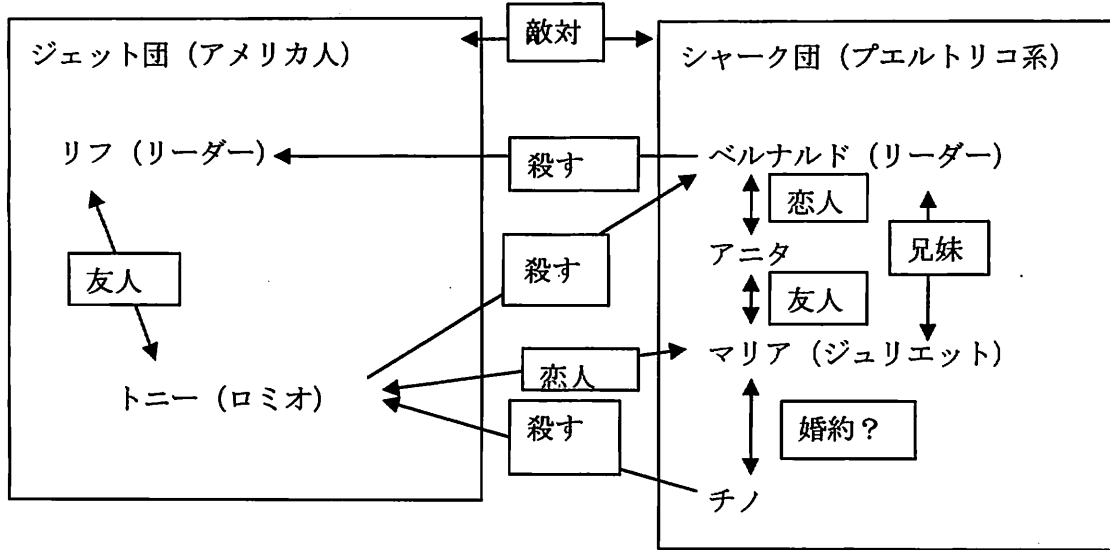 敵対
ジェット団（アメリカ人）
シャーク団（プエルトリコ系）
リフ（リーダー）
殺す
ベルナルド（リーダー）
恋人
殺す
アニタ
兄妹
友人
友人
恋人
マリア（ジュリエット）
トニー（ロミオ）
殺す
婚約？
チノ